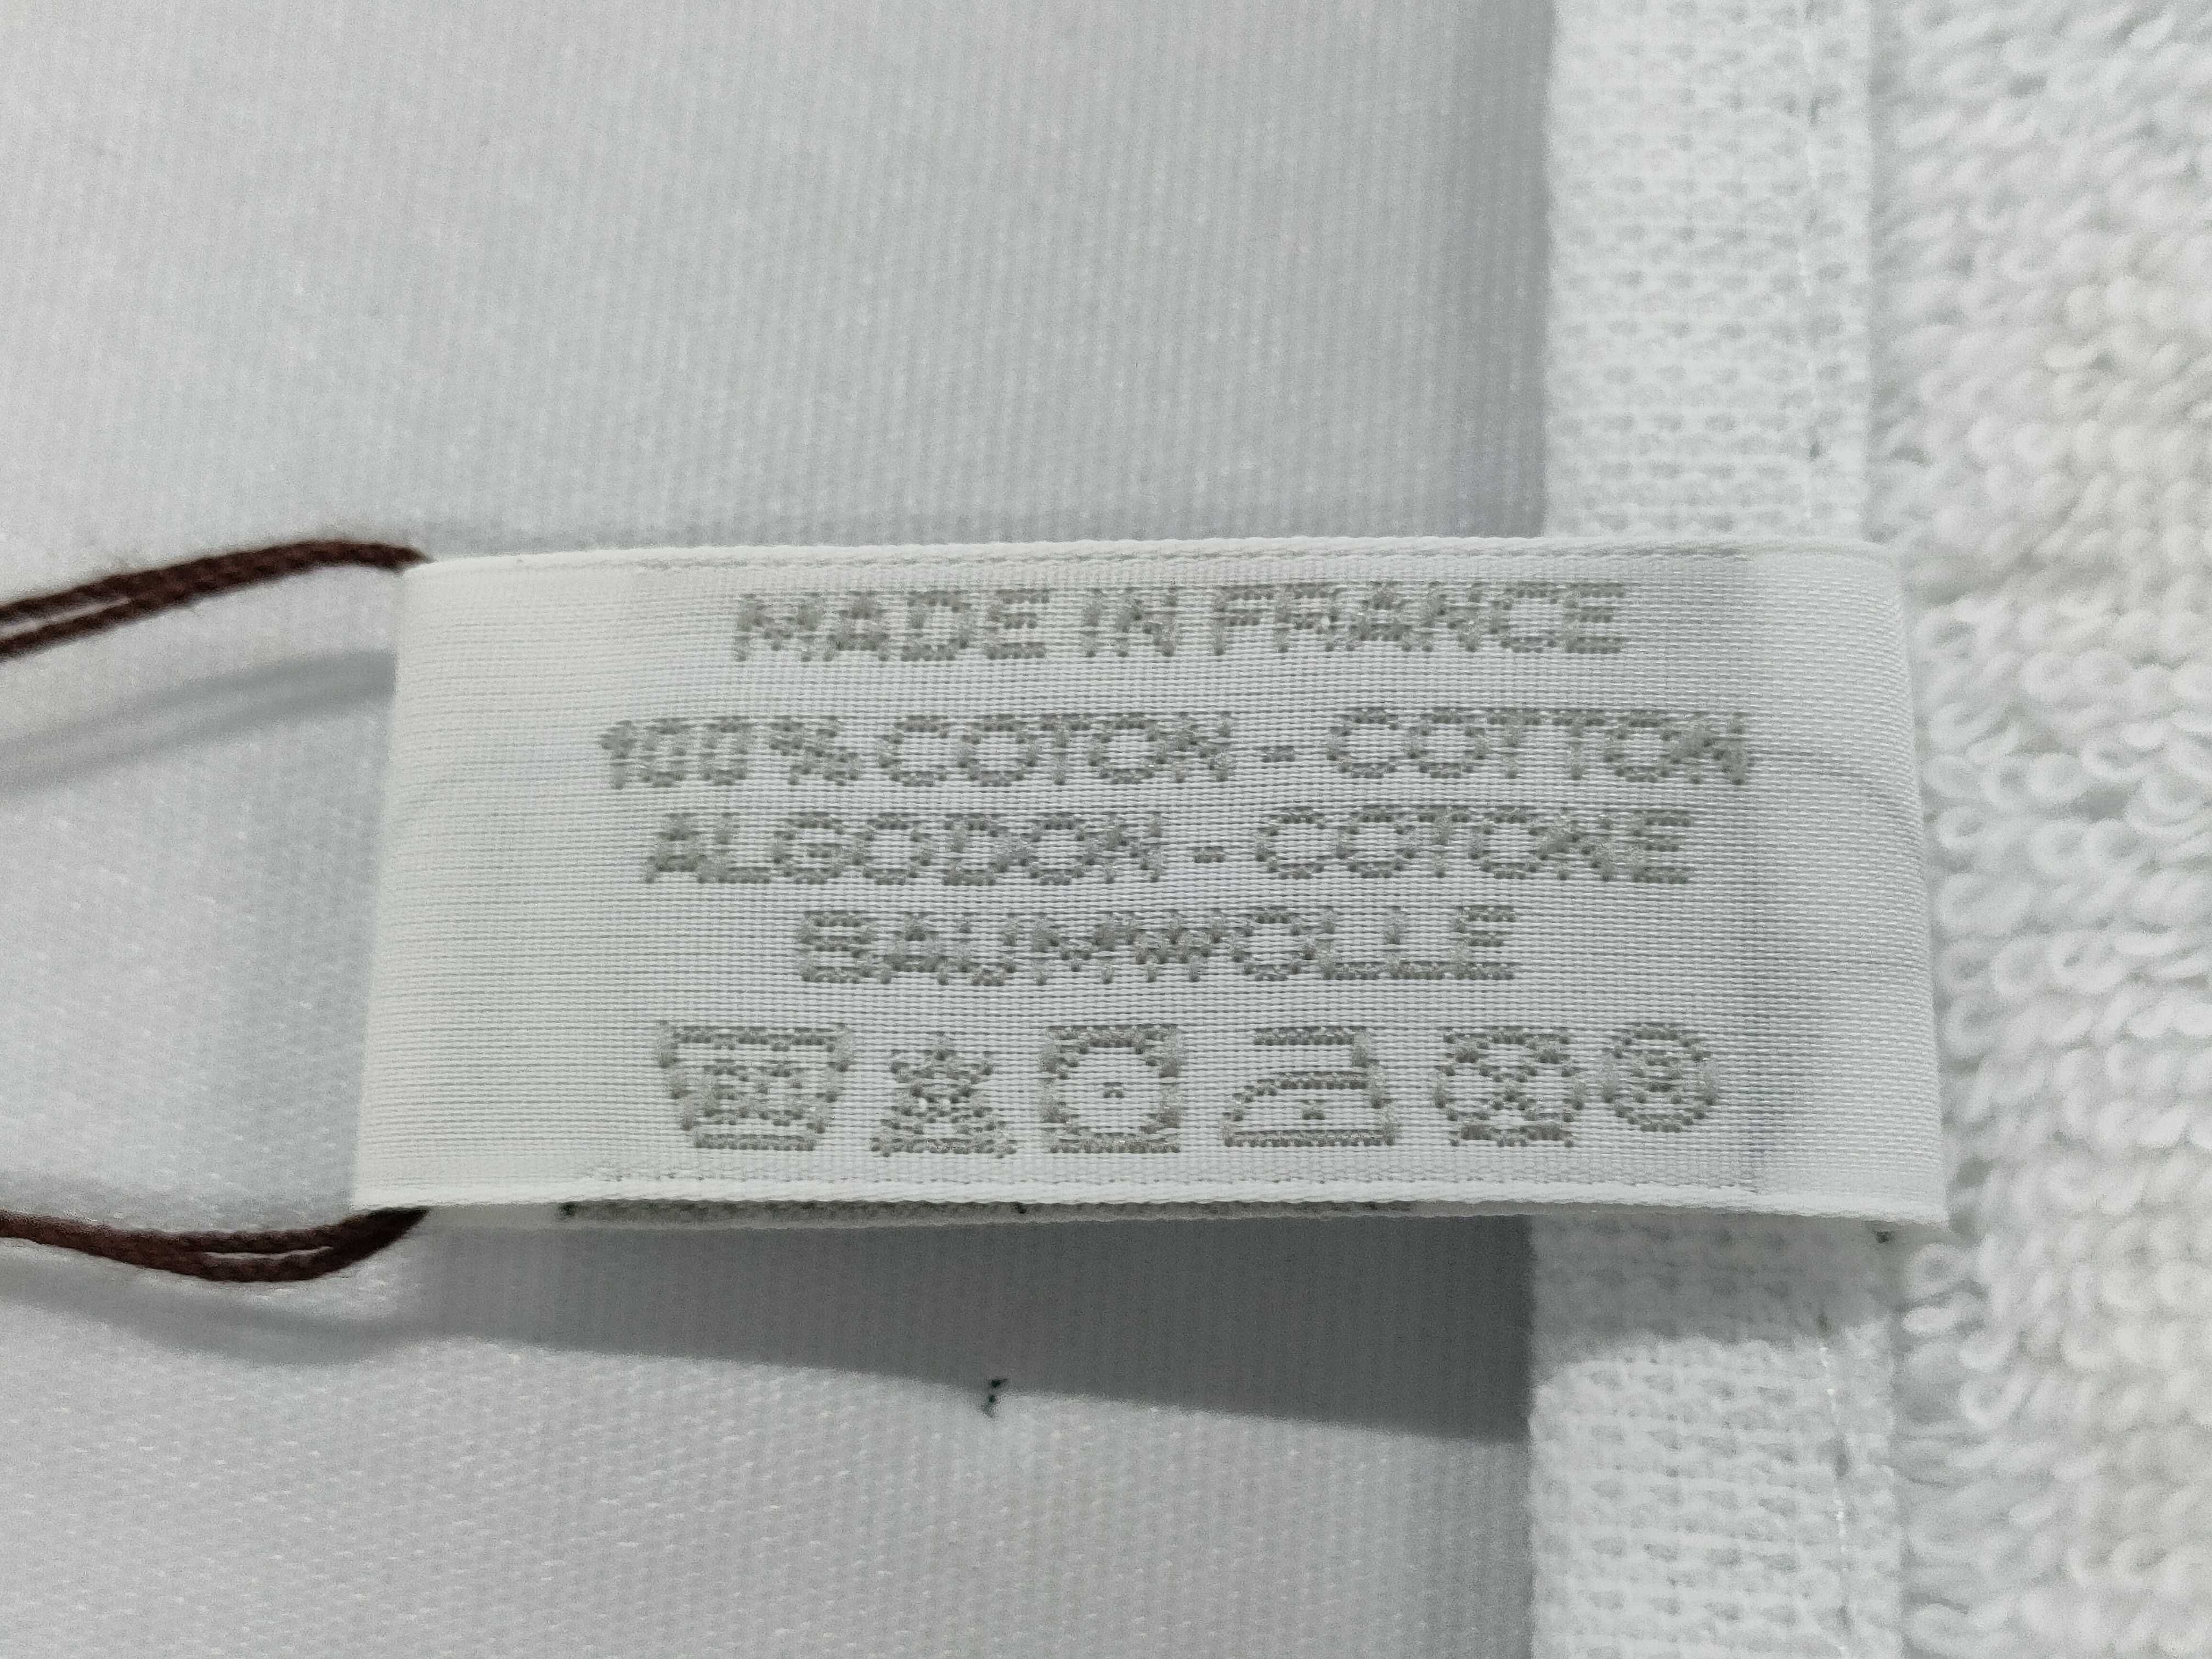 MADE IN FRANCE
100 % COTON - COTTON
ALGODON - COTONE
BAUMWOLLE